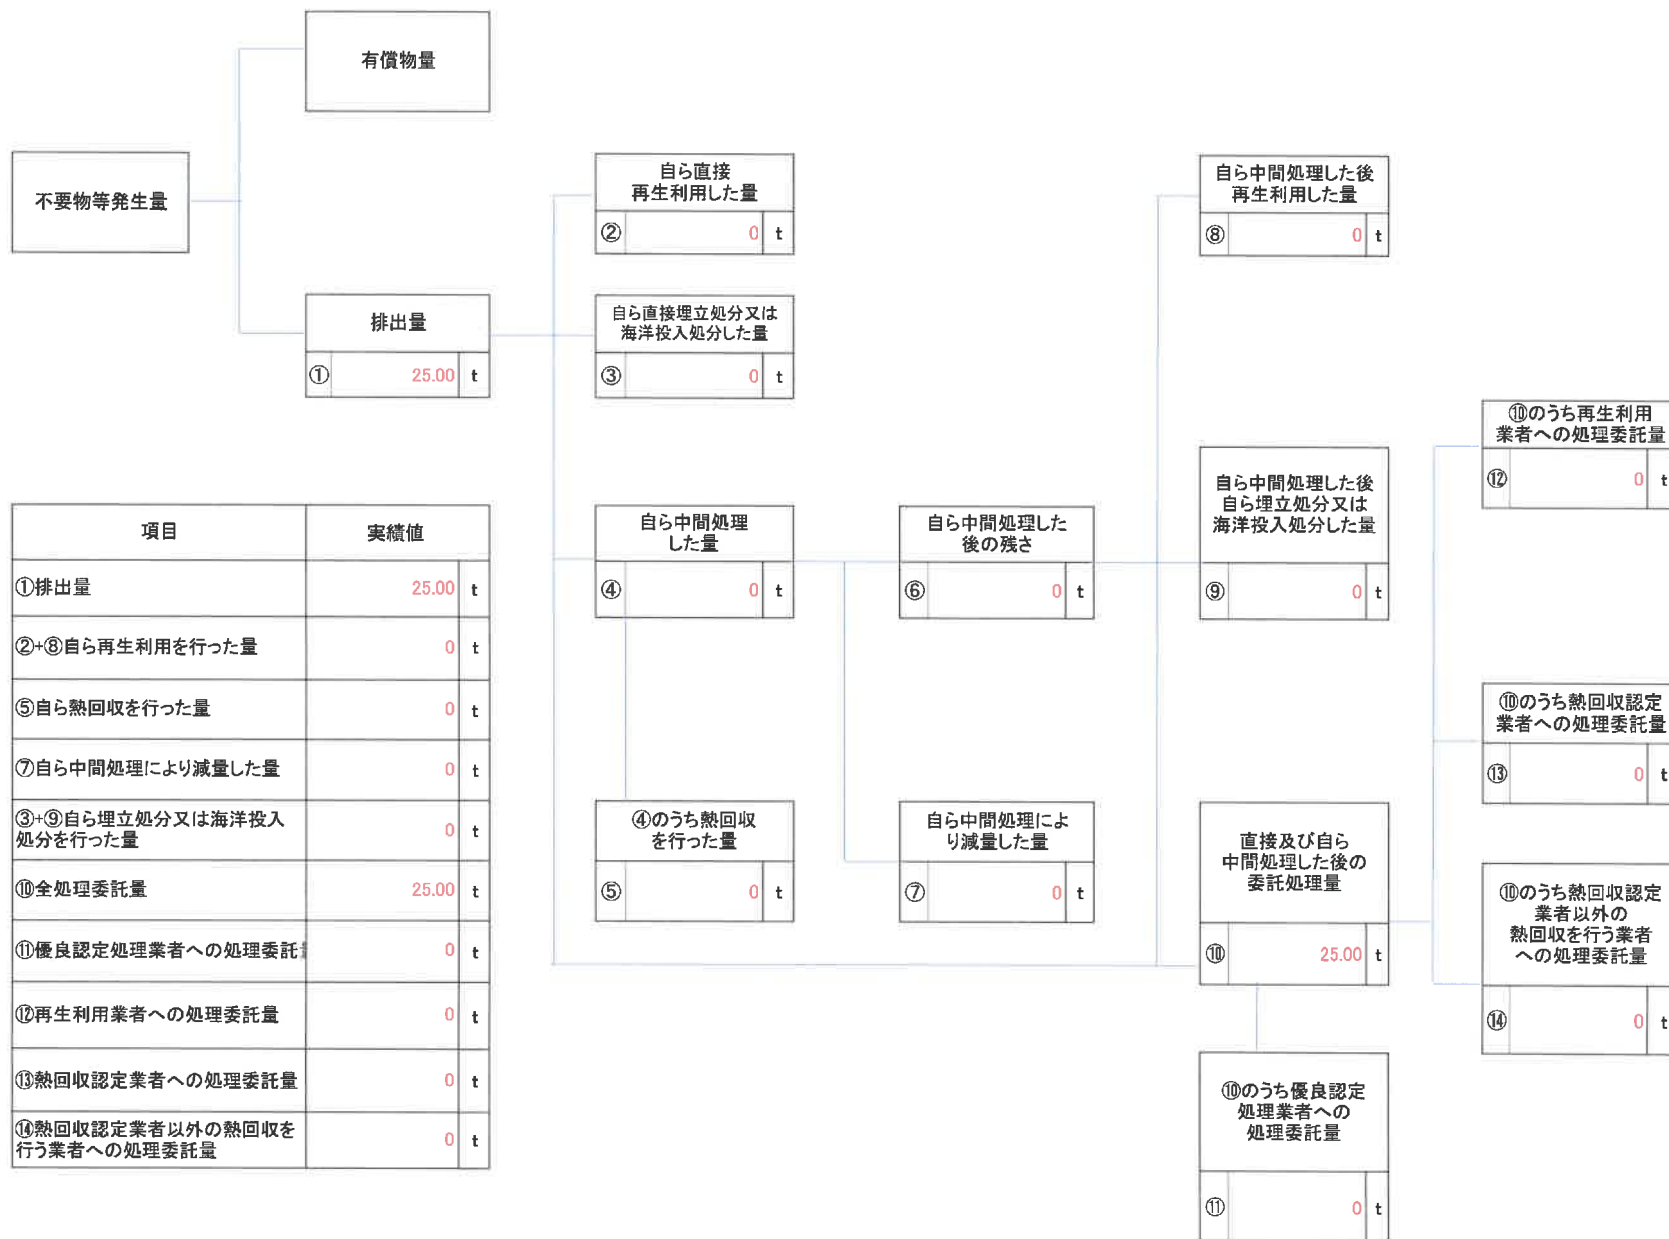 有償物量
不要物等発生量
排出量
① 25.00 t
自ら直接
再生利用した量
② 0 t
自ら直接埋立処分又は
海洋投入処分した量
③ 0 t
自ら中間処理
した量
④ 0 t
④のうち熱回収
を行った量
⑤ 0 t
自ら中間処理した
後の残さ
⑥ 0 t
自ら中間処理によ
り減量した量
⑦ 0 t
自ら中間処理した後
再生利用した量
⑧ 0 t
自ら中間処理した後
自ら埋立処分又は
海洋投入処分した量
⑨ 0 t
直接及び自ら
中間処理した後の
委託処理量
⑩ 25.00 t
⑩のうち優良認定
処理業者への
処理委託量
⑪ 0 t
⑩のうち再生利用
業者への処理委託量
⑫ 0 t
⑩のうち熱回収認定
業者への処理委託量
⑬ 0 t
⑩のうち熱回収認定
業者以外の
熱回収を行う業者
への処理委託量
⑭ 0 t
項目 実績値
①排出量 25.00 t
②+⑧自ら再生利用を行った量 0 t
⑤自ら熱回収を行った量 0 t
⑦自ら中間処理により減量した量 0 t
③+⑨自ら埋立処分又は海洋投入
処分を行った量 0 t
⑩全処理委託量 25.00 t
⑪優良認定処理業者への処理委託 0 t
⑫再生利用業者への処理委託量 0 t
⑬熱回収認定業者への処理委託量 0 t
⑭熱回収認定業者以外の熱回収を
行う業者への処理委託量 0 t